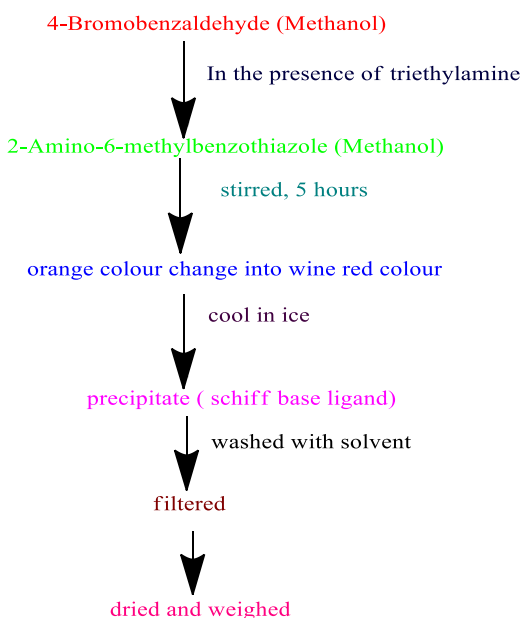 4-Bromobenzaldehyde (Methanol)
In the presence of triethylamine
2-Amino-6-methylbenzothiazole (Methanol)
stirred, 5 hours
orange colour change into wine red colour
cool in ice
precipitate ( schiff base ligand)
washed with solvent
filtered
dried and weighed